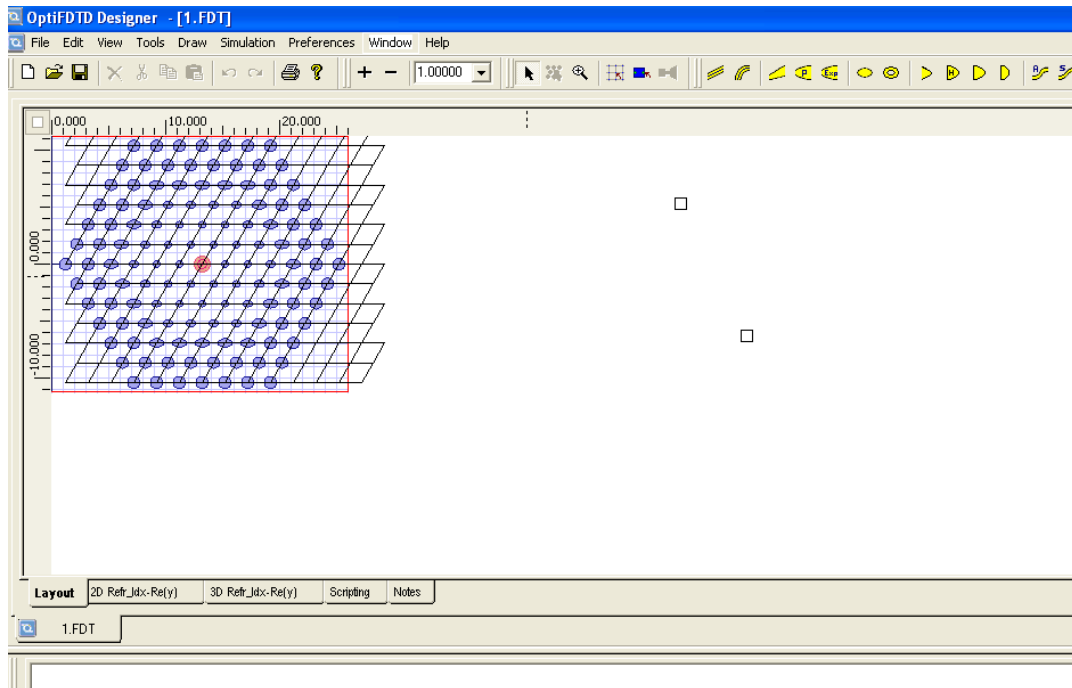 OptiFDTD Designer - [1.FDT]
File Edit View Tools Draw Simulation Preferences Window Help
1.00000
0.000 10.000 20.000
0.000
-10.000
Layout 2D Refr_Idx-Re(y) 3D Refr_Idx-Re(y) Scripting Notes
1.FDT